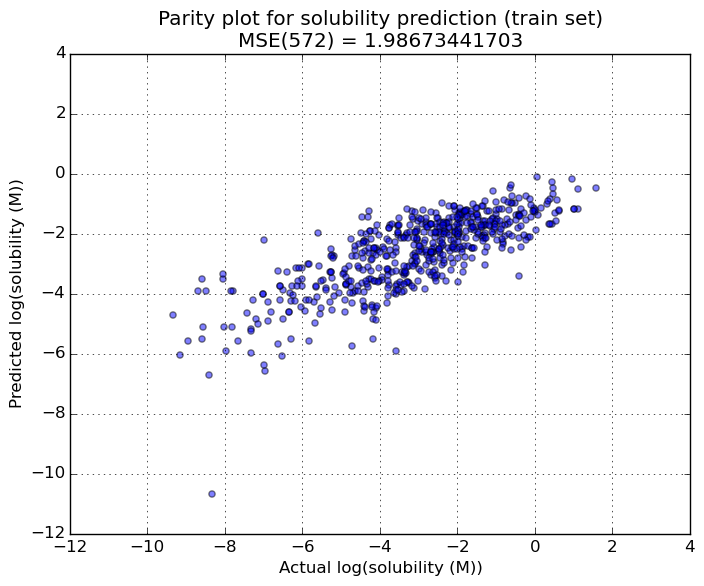 Parity plot for solubility prediction (train set)
MSE(572) = 1.98673441703
4
2
0
−2
−4
−6
−8
−10
−12
Predicted log(solubility (M))
−12 −10 −8 −6 −4 −2 0 2 4
Actual log(solubility (M))